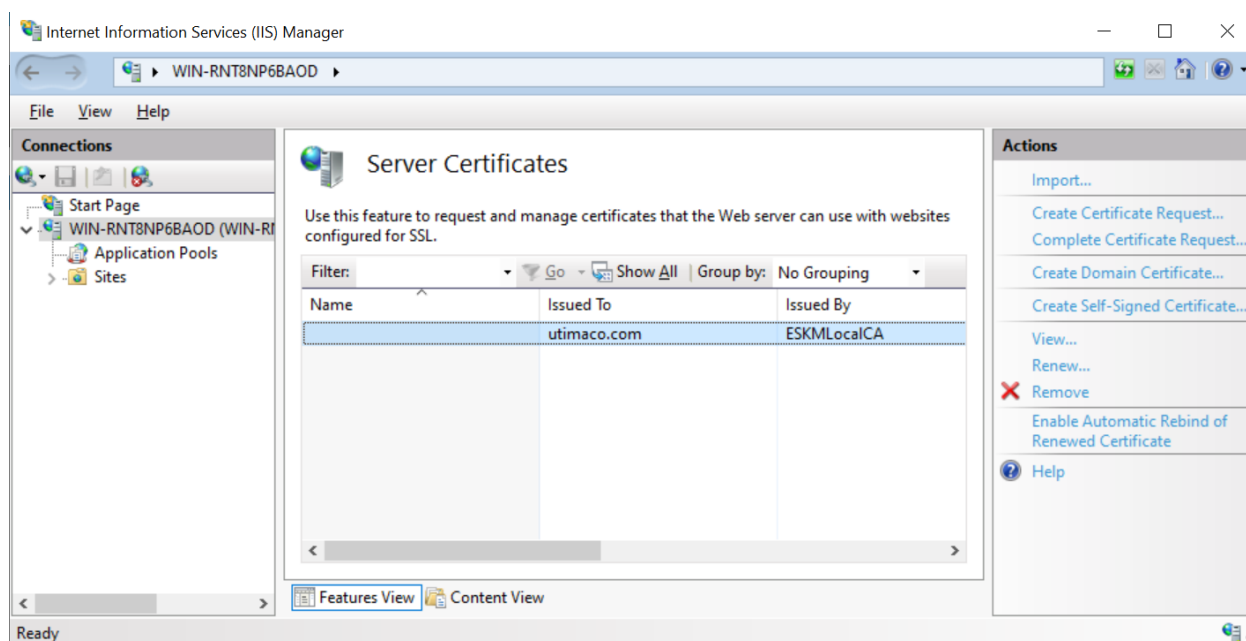 Internet Information Services (IIS) Manager
WIN-RNT8NP6BAOD
File View Help
Connections
Start Page
WIN-RNT8NP6BAOD (WIN-RI
Application Pools
Sites
Server Certificates
Use this feature to request and manage certificates that the Web server can use with websites
configured for SSL.
Filter: Go Show All Group by: No Grouping
Name Issued To Issued By
utimaco.com ESKMLocalCA
Features View Content View
Actions
Import...
Create Certificate Request...
Complete Certificate Request...
Create Domain Certificate...
Create Self-Signed Certificate...
View...
Renew...
Remove
Enable Automatic Rebind of
Renewed Certificate
Help
Ready